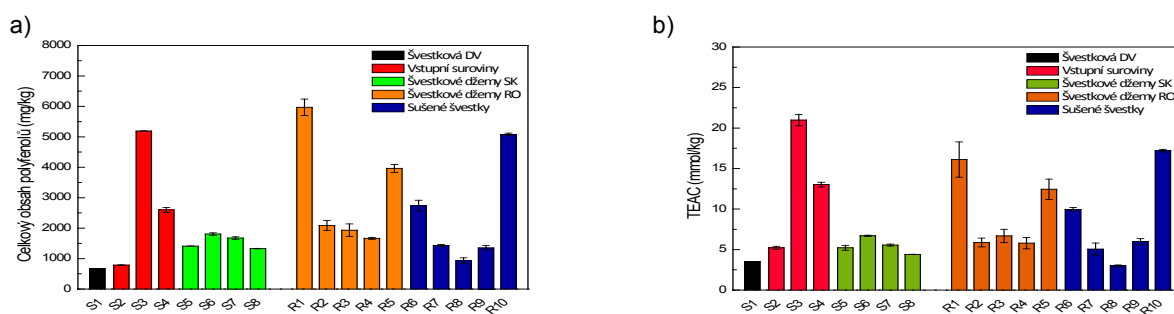 a)
Celkový obsah polyfenolů (mg/kg)
8000
7000
6000
5000
4000
3000
2000
1000
0
Švestková DV
Vstupní suroviny
Švestkové džemy SK
Švestkové džemy RO
Sušené švestky
S1 S2 S3 S4 S5 S6 S7 S8 R1 R2 R3 R4 R5 R6 R7 R8 R9 R10
b)
TEAC (mmol/kg)
30
25
20
15
10
5
0
Švestková DV
Vstupní suroviny
Švestkové džemy SK
Švestkové džemy RO
Sušené švestky
S1 S2 S3 S4 S5 S6 S7 S8 R1 R2 R3 R4 R5 R6 R7 R8 R9 R10